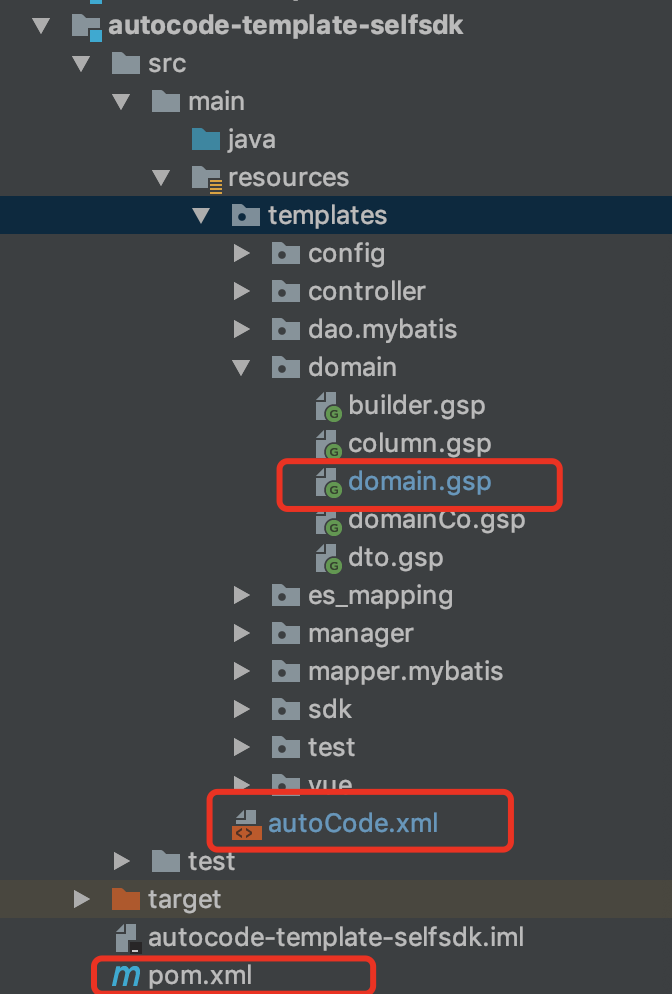 autocode-template-selfsdk
src
main
java
resources
templates
config
controller
dao.mybatis
domain
builder.gsp
column.gsp
domain.gsp
domainCo.gsp
dto.gsp
es_mapping
manager
mapper.mybatis
sdk
test
vue
autoCode.xml
test
target
autocode-template-selfsdk.iml
pom.xml